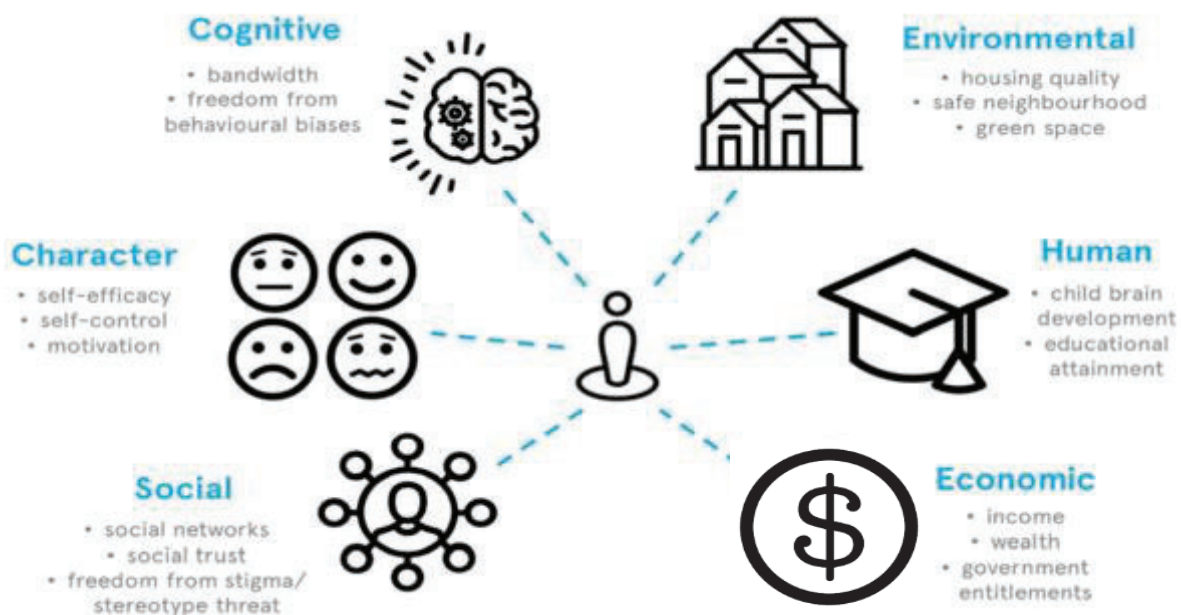 Cognitive
• bandwidth
• freedom from
behavioural biases
Environmental
• housing quality
• safe neighbourhood
• green space
Character
• self-efficacy
• self-control
• motivation
Human
• child brain
development
• educational
attainment
Social
• social networks
• social trust
• freedom from stigma/
stereotype threat
$
Economic
• income
• wealth
• government
entitlements